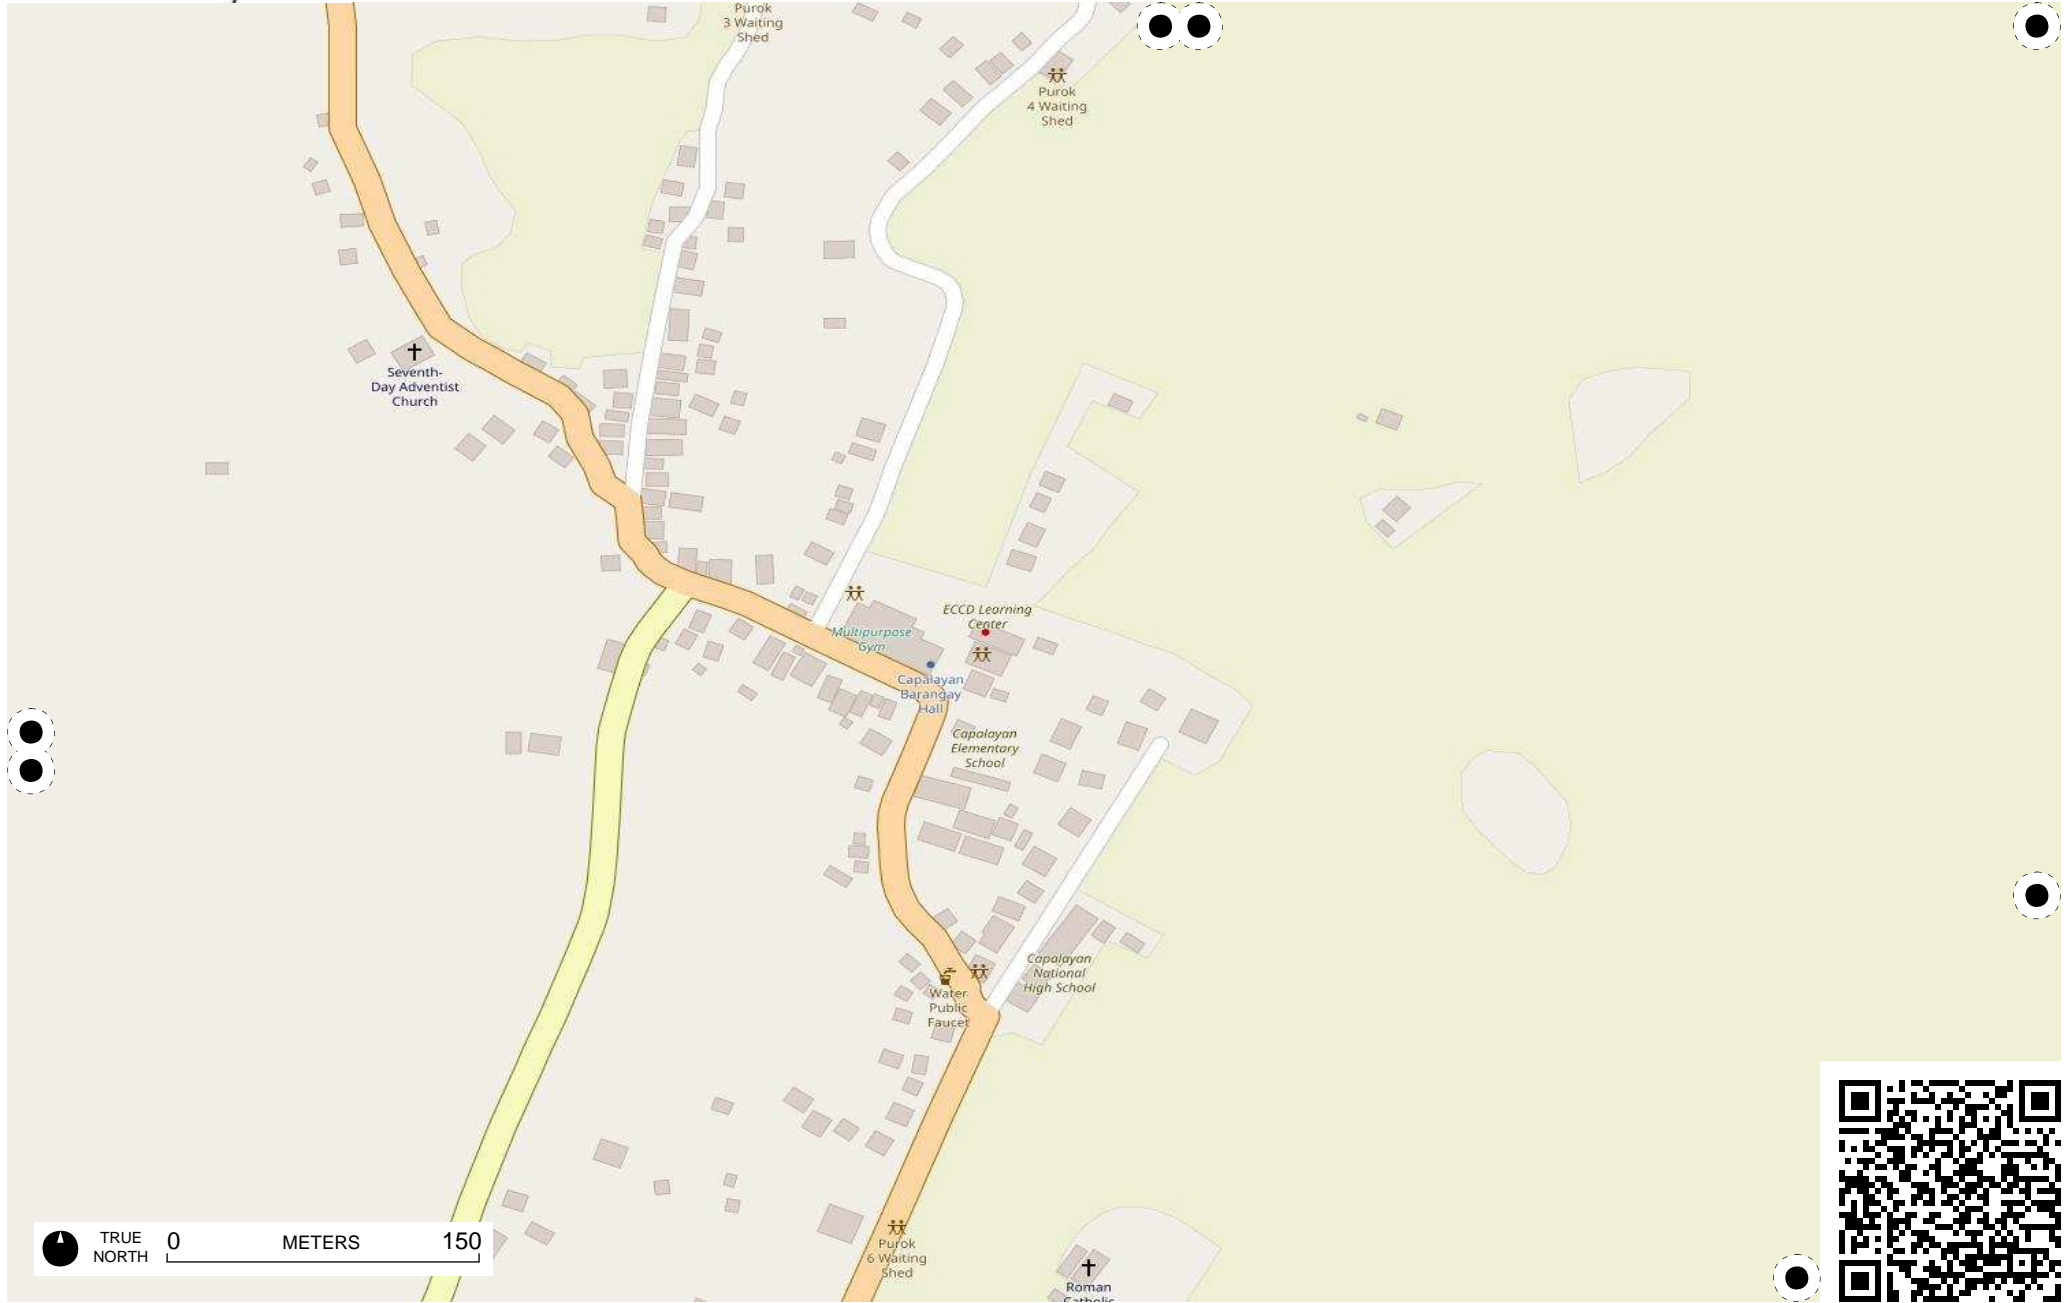 Purok
3 Waiting
Shed
Purok
4 Waiting
Shed
Seventh-
Day Adventist
Church
ECCD Learning
Center
Multipurpose
Gym
Capalayan
Barangay
Hall
Capalayan
Elementary
School
Capalayan
National
High School
Water
Public
Faucet
Purok
6 Waiting
Shed
Roman
Catholic
TRUE
NORTH
0 METERS 150